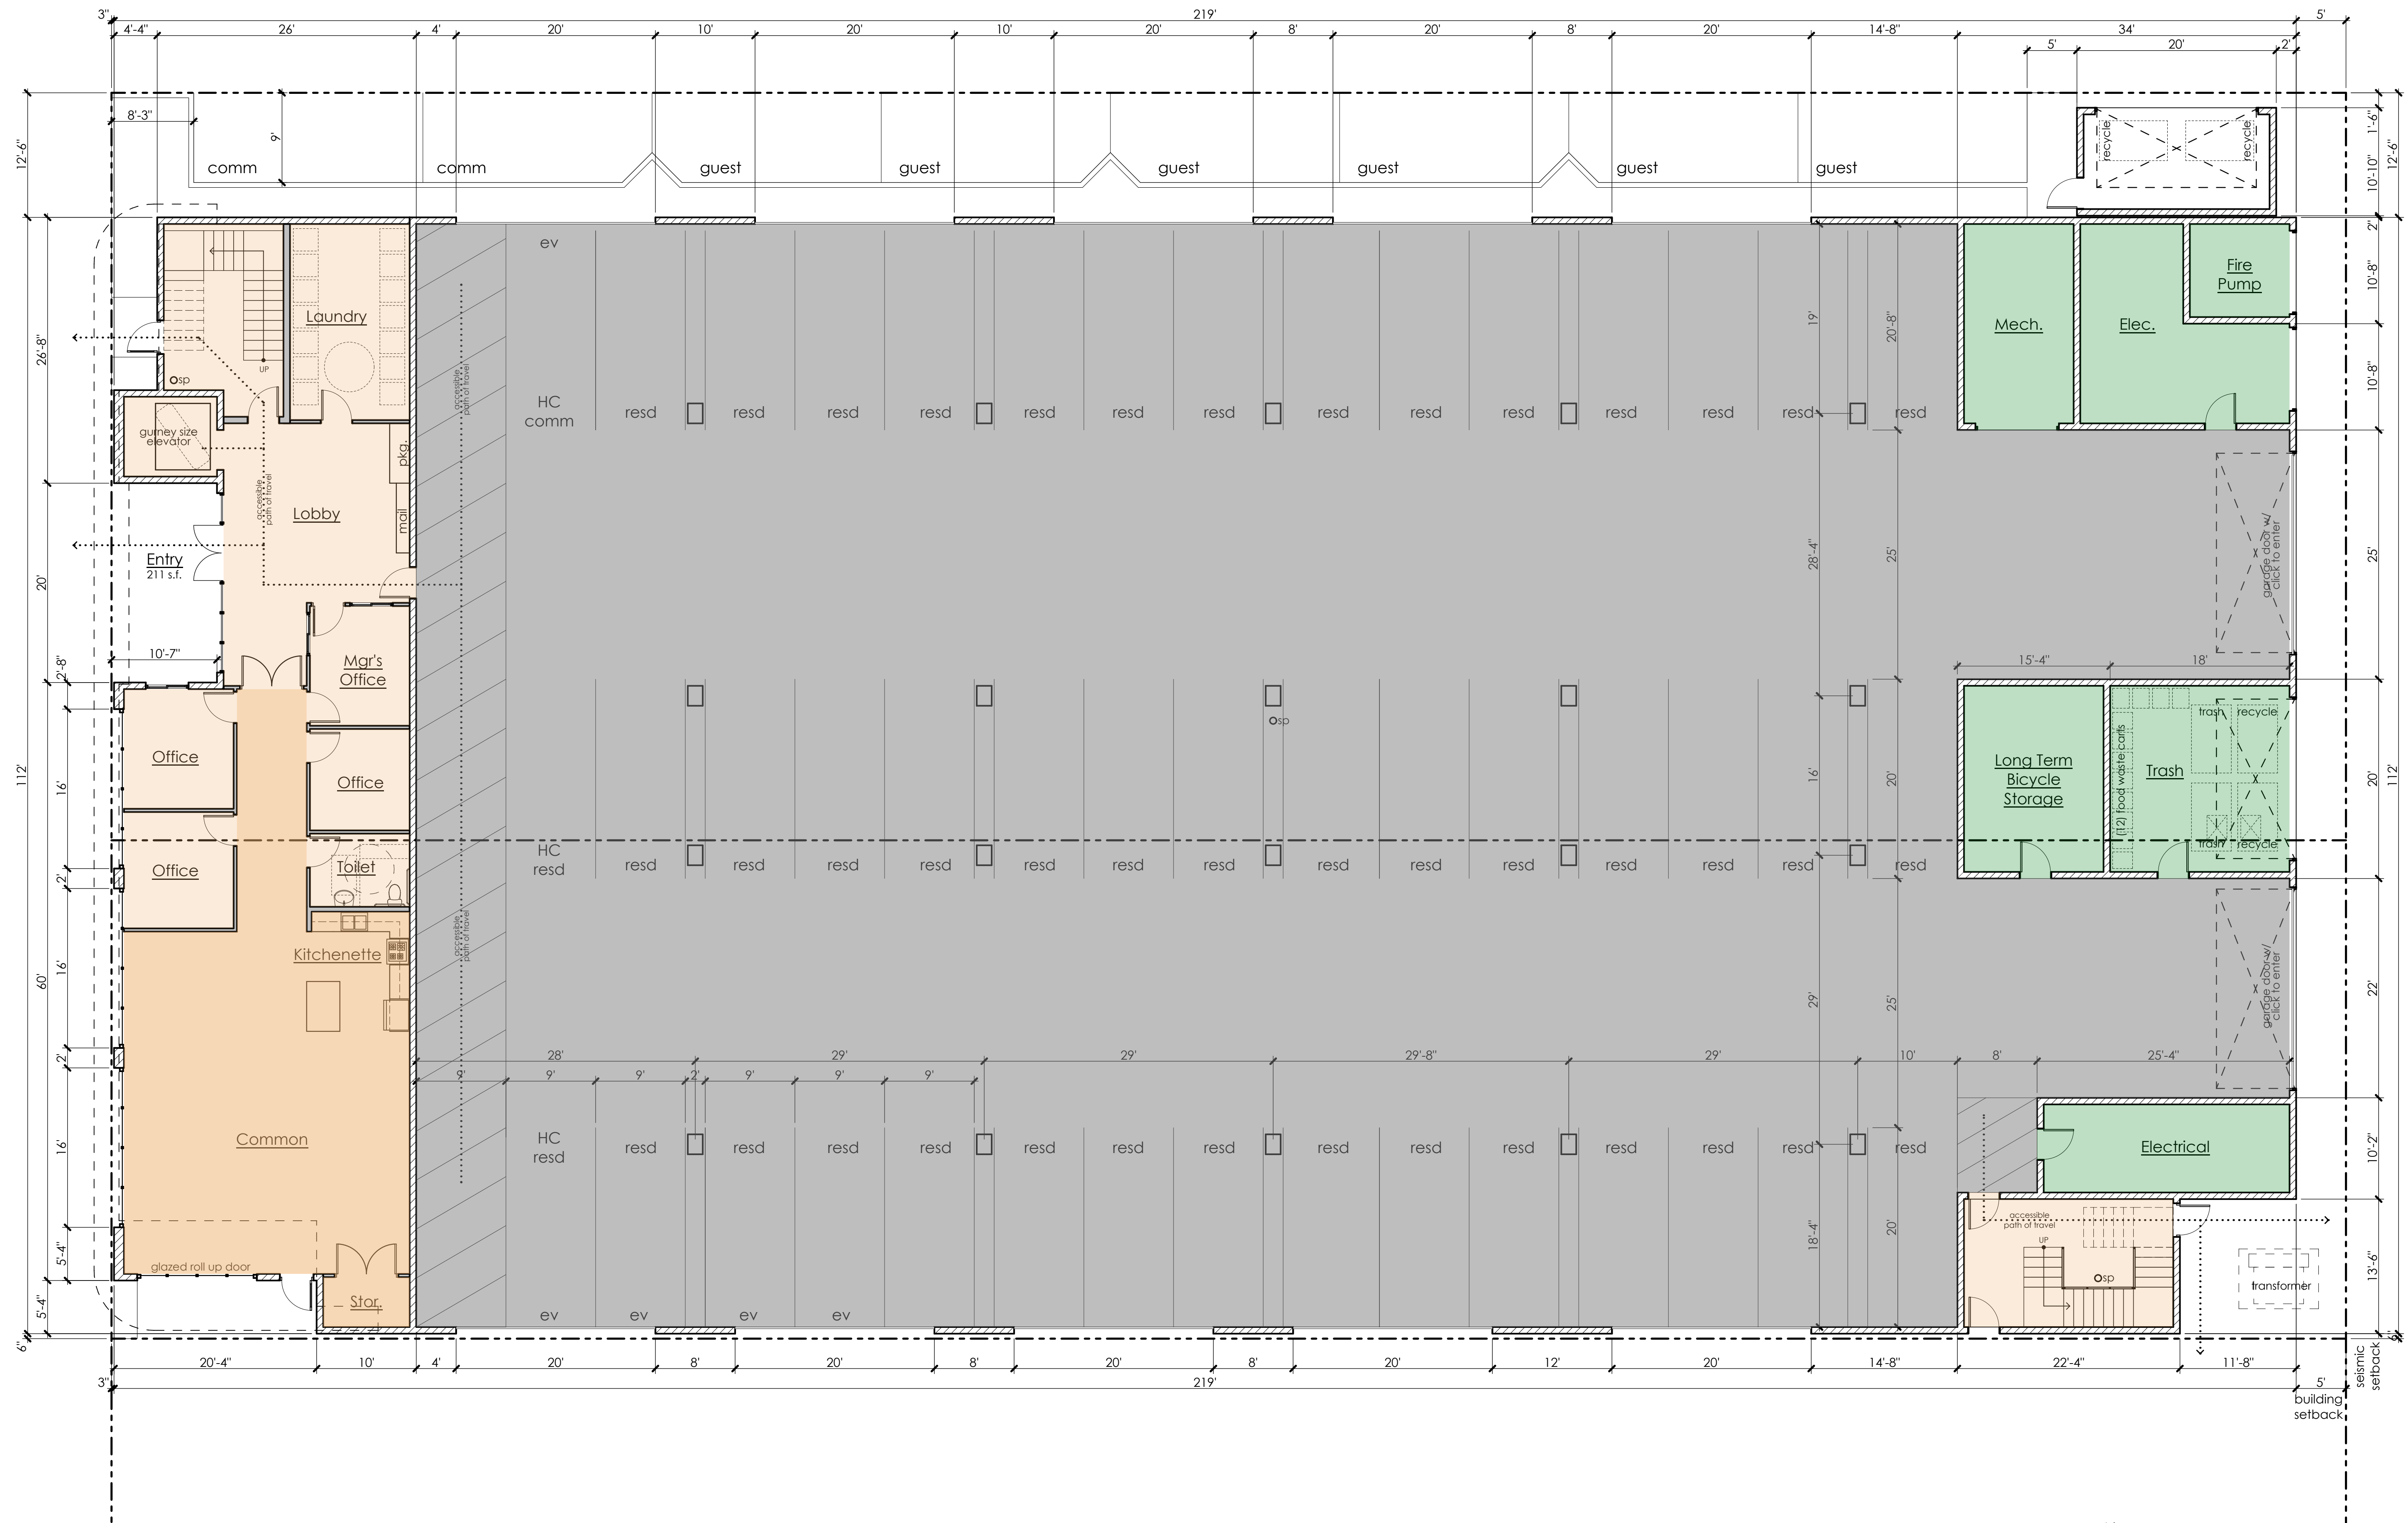 3" 219' 5'
4'-4" 26' 4' 20' 10' 20' 10' 20' 8' 20' 8' 20' 14'-8" 34'
5' 20' 2'
8'-3"
9'
12'-6"
comm comm guest guest guest guest guest guest
recycle recycle
1'-6"
10'-10"
12'-6"
2"
ev
Laundry
UP
sp
accessible
path of travel
19'
20'-8"
Mech.
Elec.
Fire
Pump
10'-8"
10'-8"
26'-8"
gurney size
elevator
HC
comm
resd resd resd resd resd resd resd resd resd resd resd resd resd resd
pkg.
mail
accessible
path of travel
Lobby
Entry
211 s.f.
20'
28'-4"
25'
garage door w/
click to enter
25'
10'-7"
2'-8"
Mgr's
Office
15'-4" 18'
sp
Office
Office
112'
16'
16'
20'
Long Term
Bicycle
Storage
(12) food waste carts
Trash
trash recycle
trash recycle
20'
112'
Office
Toilet
2'
HC
resd
resd resd resd resd resd resd resd resd resd resd resd resd resd resd
accessible
path of travel
Kitchenette
16'
60'
29'
25'
garage door w/
click to enter
22'
2'
28' 29' 29' 29'-8" 29' 10' 8' 25'-4"
9' 9' 9' 2' 9' 9' 9'
Common
16'
HC
resd
resd resd resd resd resd resd resd resd resd resd resd resd resd resd
Electrical
10'-2"
5'-4"
glazed roll up door
Stor.
18'-4"
20'
accessible
path of travel
UP
sp
transformer
13'-6"
5'-4"
ev ev ev ev
6"
6"
20'-4" 10' 4' 20' 8' 20' 8' 20' 8' 20' 12' 20' 14'-8" 22'-4" 11'-8"
3" 219' 5'
seismic
setback
building
setback